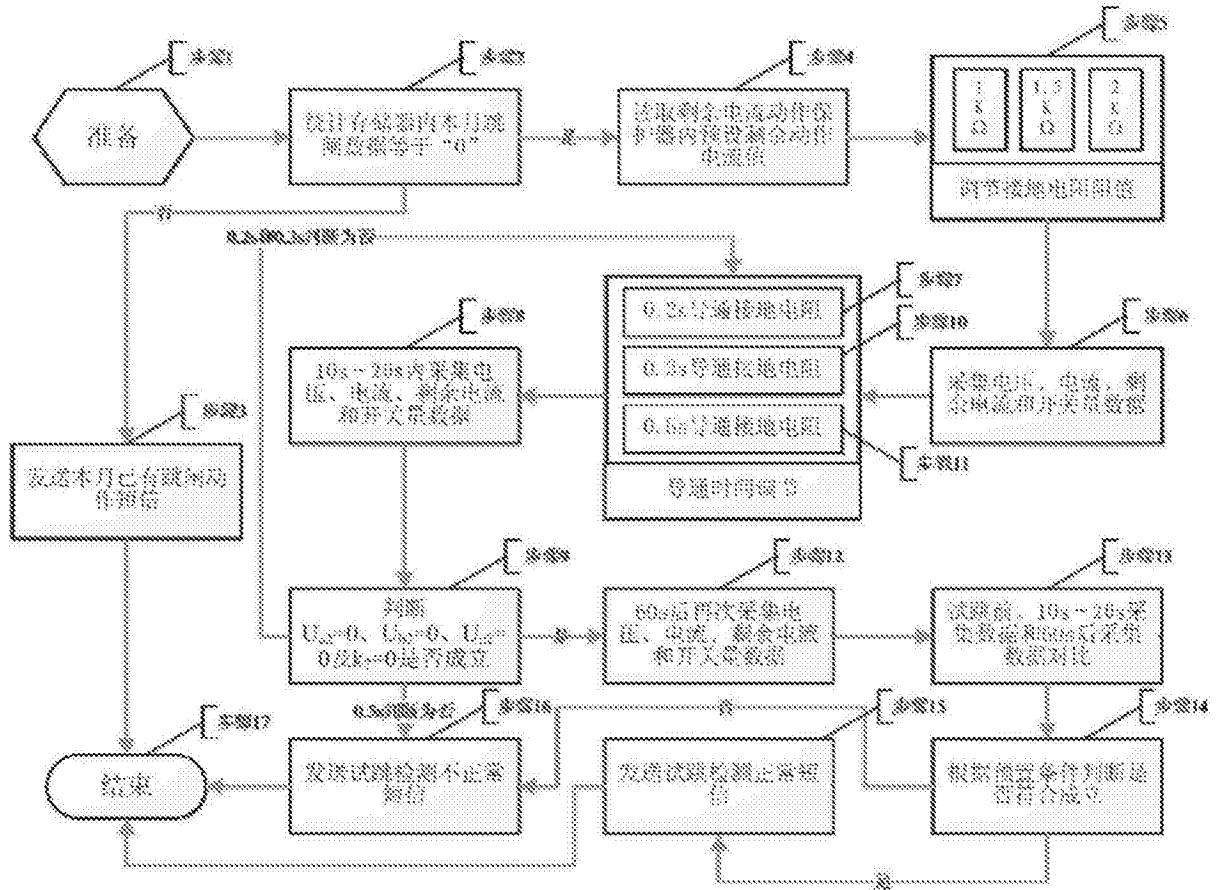 步骤1
准备
步骤2
统计存储器内本月跳
闸数据等于“0”
是
否
步骤4
读取剩余电流动作保
护器内预设剩余动作
电流值
步骤5
1
K
Ω
1.5
K
Ω
2
K
Ω
调节接地电阻阻值
步骤6
采集电压、电流、剩
余电流和开关量数据
步骤7
0.2s导通接地电阻
步骤10
0.3s导通接地电阻
0.5s导通接地电阻
步骤11
导通时间调节
步骤8
10s~20s内采集电
压、电流、剩余电流
和开关量数据
步骤3
发送本月已有跳闸动
作短信
步骤9
判断
是
步骤12
60s后再次采集电
压、电流、剩余电流
和开关量数据
步骤13
试跳前、10s~20s采
集数据和60s后采集
数据对比
步骤14
根据预置条件判断是
否符合成立
否
是
步骤15
发送试跳检测正常短
信
步骤16
发送试跳检测不正常
短信
步骤17
结束